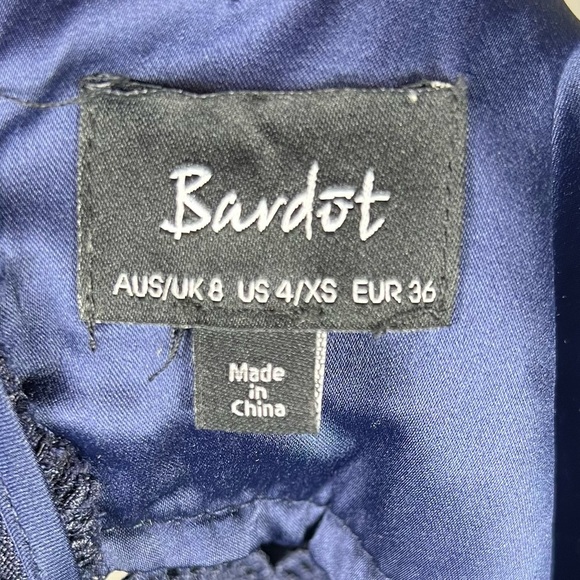 Bardot
AUS/UK 8 US 4/XS EUR 36
Made
in
China